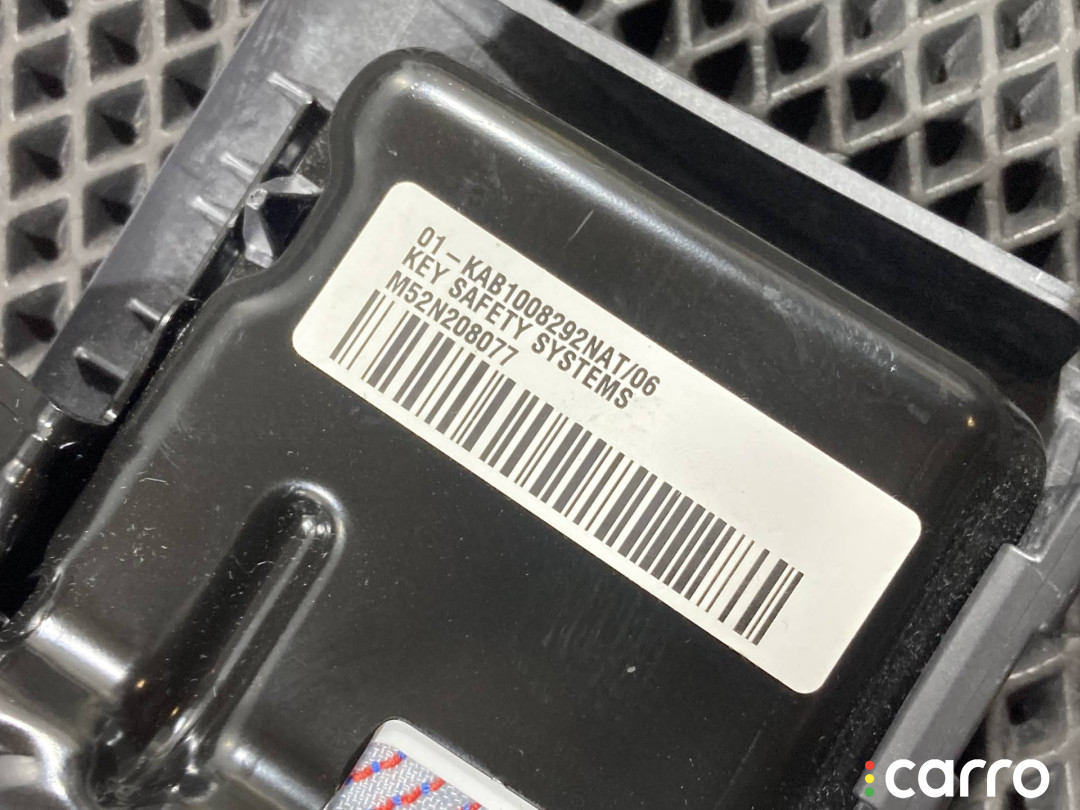 01-KAB1008292NAT/06
KEY SAFETY SYSTEMS
M52N208077
carro